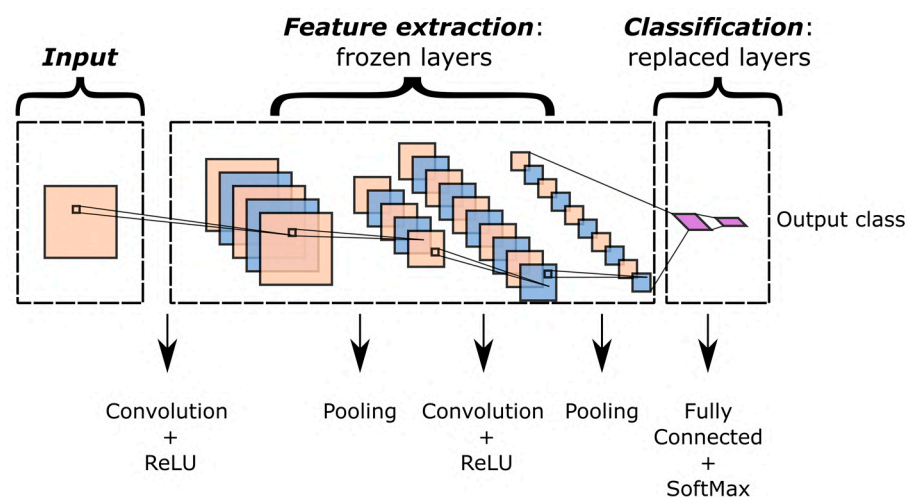 Input
Feature extraction:
frozen layers
Classification:
replaced layers
Output class
Convolution
+
ReLU
Pooling
Convolution
+
ReLU
Pooling
Fully
Connected
+
SoftMax